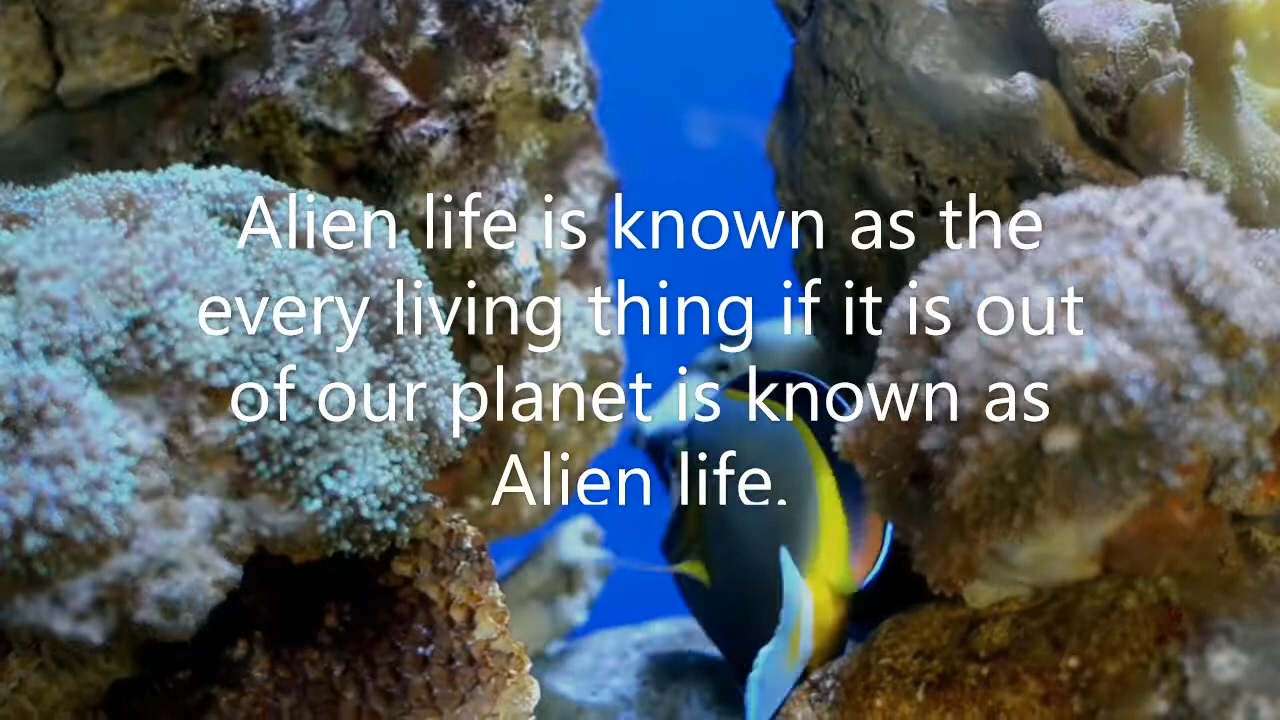 Alien life is known as the
every living thing if it is out
of our planet is known as
Alien life.